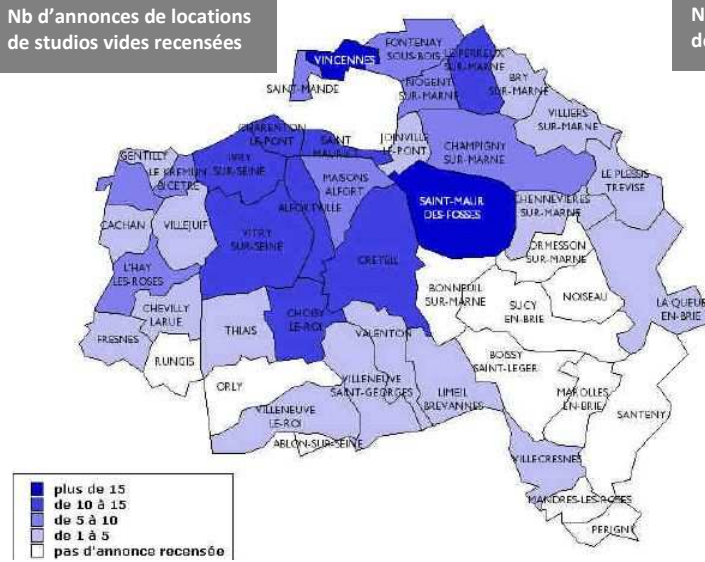 Nb d'annonces de locations
de studios vides recensées
N
de
VINCENNES
FONTENAY
SOUS-BOIS
LE PERREUX
SUR-MARNE
SAINT-MANDE
NOGENT
SUR-MARNE
BRY
SUR-MARNE
VILLIERS
SUR-MARNE
CHARENTON
LE-PONT
SAINT
MAURICE
JOINVILLE
LE-PONT
CHAMPIGNY
SUR-MARNE
GENTILLY
LE KREMLIN
BICETRE
IVRY
SUR-SEINE
MAISONS
ALFORT
ALFORTVILLE
LE PLESSIS
TREVISE
SAINT-MAUR
DES-FOSSES
CHENNEVIERES
SUR-MARNE
CACHAN
VILLEJUIF
VITRY
SUR-SEINE
ORMESSON
SUR-MARNE
CRETEIL
L'HAY
LES-ROSES
BONNEUIL
SUR-MARNE
SUCY
EN-BRIE
NOISEAU
LA QUEUE
EN-BRIE
CHEVILLY
LARUE
CHOISY
LE-ROI
FRESNES
THIAIS
VALENTON
RUNGIS
BOISSY
SAINT-LEGER
ORLY
VILLENEUVE
SAINT-GEORGES
LIMEIL
BREVANNES
MAROLLES
EN-BRIE
SANTENY
VILLENEUVE
LE-ROI
ABLON-SUR-SEINE
VILLECRESNES
MANDRES-LES-ROSES
PERIGNY
plus de 15
de 10 à 15
de 5 à 10
de 1 à 5
pas d'annonce recensée